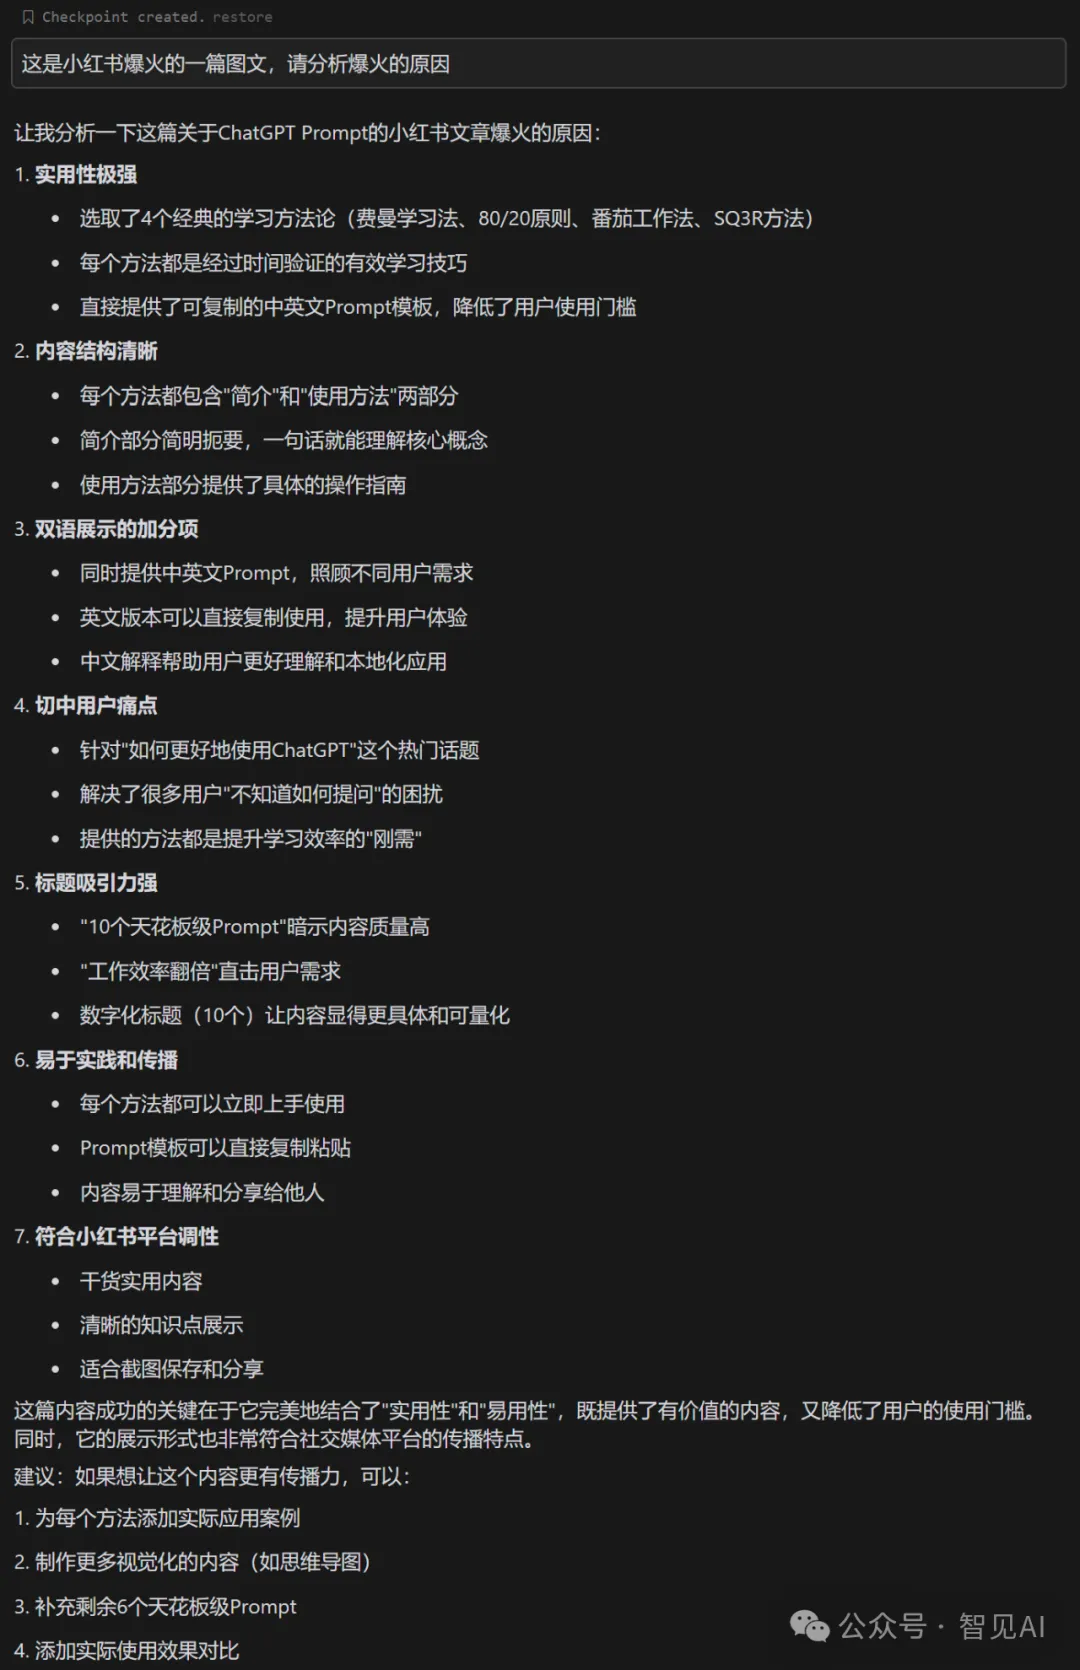 Checkpoint created. restore
这是小红书爆火的一篇图文，请分析爆火的原因
让我分析一下这篇关于ChatGPT Prompt的小红书文章爆火的原因：
1. 实用性极强
• 选取了4个经典的学习方法论（费曼学习法、80/20原则、番茄工作法、SQ3R方法）
• 每个方法都是经过时间验证的有效学习技巧
• 直接提供了可复制的中英文Prompt模板，降低了用户使用门槛
2. 内容结构清晰
• 每个方法都包含"简介"和"使用方法"两部分
• 简介部分简明扼要，一句话就能理解核心概念
• 使用方法部分提供了具体的操作指南
3. 双语展示的加分项
• 同时提供中英文Prompt，照顾不同用户需求
• 英文版本可以直接复制使用，提升用户体验
• 中文解释帮助用户更好理解和本地化应用
4. 切中用户痛点
• 针对"如何更好地使用ChatGPT"这个热门话题
• 解决了很多用户"不知道如何提问"的困扰
• 提供的方法都是提升学习效率的"刚需"
5. 标题吸引力强
• "10个天花板级Prompt"暗示内容质量高
• "工作效率翻倍"直击用户需求
• 数字化标题（10个）让内容显得更具体和可量化
6. 易于实践和传播
• 每个方法都可以立即上手使用
• Prompt模板可以直接复制粘贴
• 内容易于理解和分享给他人
7. 符合小红书平台调性
• 干货实用内容
• 清晰的知识点展示
• 适合截图保存和分享
这篇内容成功的关键在于它完美地结合了"实用性"和"易用性"，既提供了有价值的内容，又降低了用户的使用门槛。
同时，它的展示形式也非常符合社交媒体平台的传播特点。
建议：如果想让这个内容更有传播力，可以：
1. 为每个方法添加实际应用案例
2. 制作更多视觉化的内容（如思维导图）
3. 补充剩余6个天花板级Prompt
4. 添加实际使用效果对比
公众号 · 智见AI